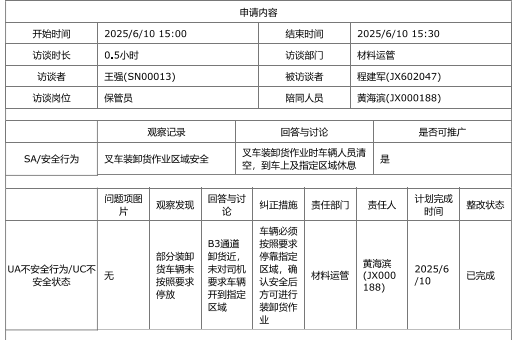 申请内容
开始时间 2025/6/10 15:00 结束时间 2025/6/10 15:30
访谈时长 0.5小时 访谈部门 材料运管
访谈者 王强(SN00013) 被访谈者 程建军(JX602047)
访谈岗位 保管员 陪同人员 黄海滨(JX000188)
观察记录 回答与讨论 是否可推广
SA/安全行为 叉车装卸货作业区域安全 叉车装卸货作业时车辆人员清
空，到车上及指定区域休息 是
问题项图
片 观察发现 回答与讨
论 纠正措施 责任部门 责任人 计划完成
时间 整改状态
UA不安全行为/UC不
安全状态
无
部分装卸
货车辆未
按照要求
停放
B3通道
卸货近，
未对司机
要求车辆
开到指定
区域
车辆必须
按照要求
停靠指定
区域，确
认安全后
方可进行
装卸货作
业
材料运管
黄海滨
(JX000
188)
2025/6
/10
已完成